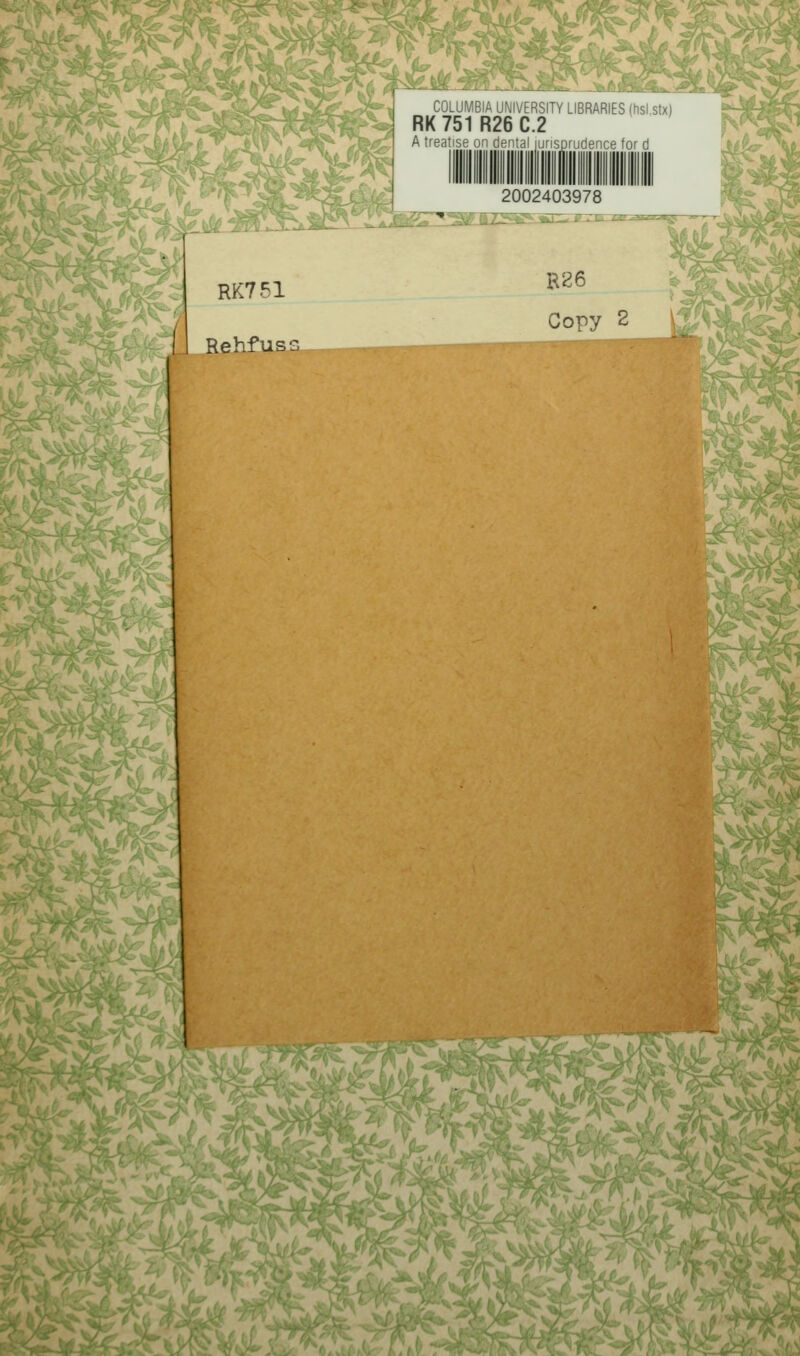 COLUMBIA UNIVERSITY LIBRARIES (hsl,stx)
RK 751 R26 C.2
A treatise on dental jurisprudence for d
2002403978
RK751 R26
Copy 2
Rehfuss